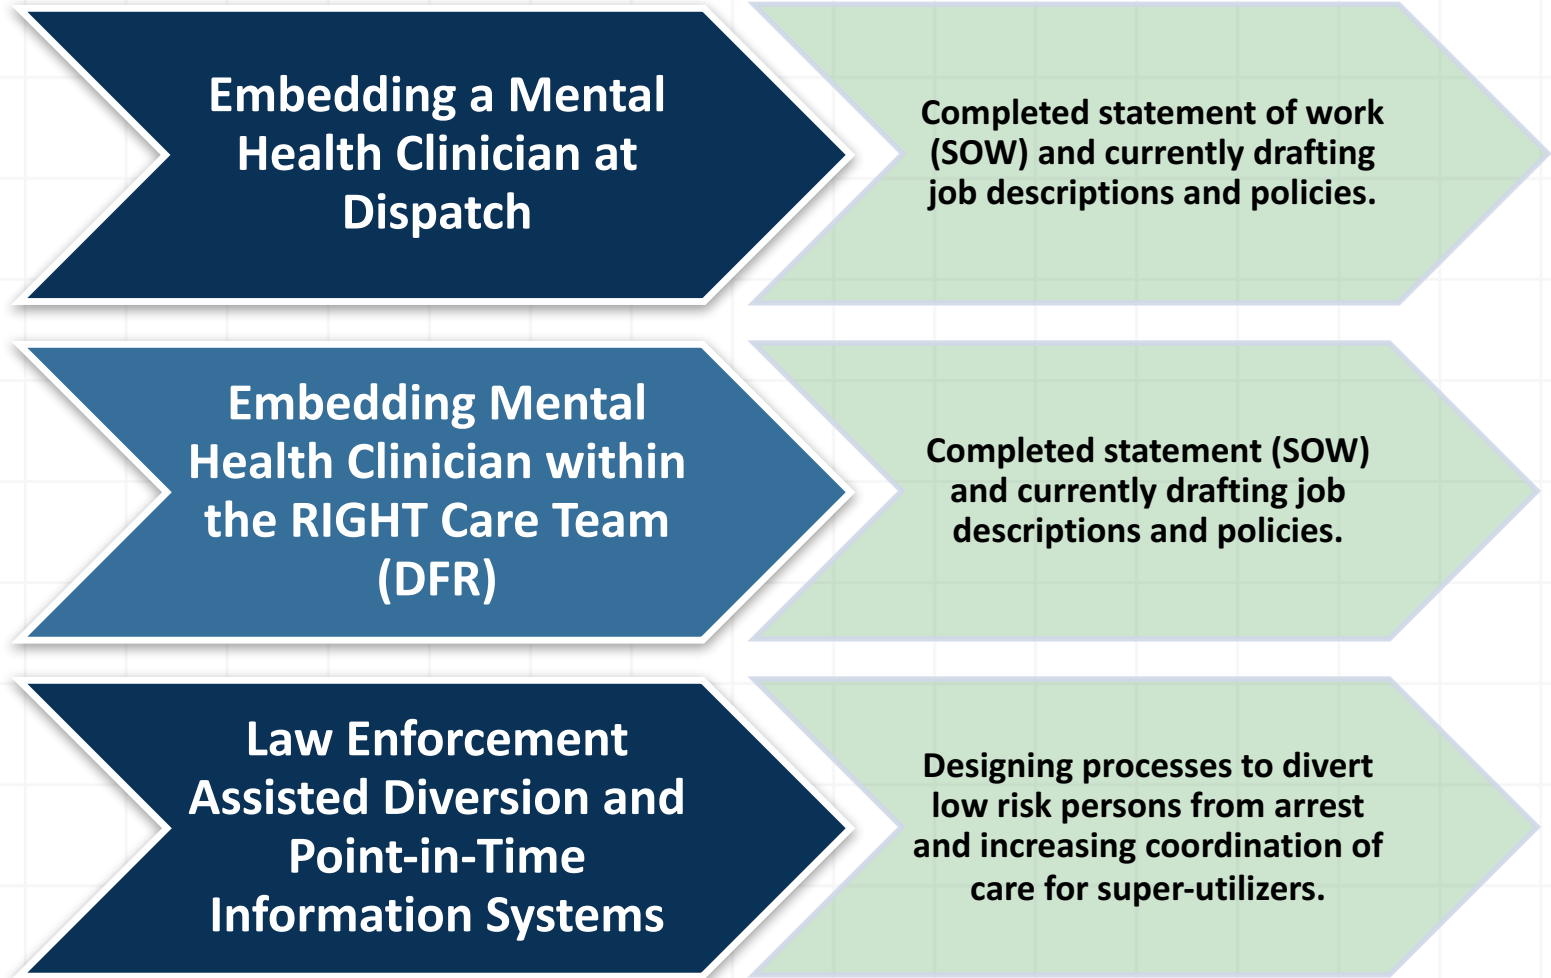 Embedding a Mental
Health Clinician at
Dispatch
Completed statement of work
(SOW) and currently drafting
job descriptions and policies.
Embedding Mental
Health Clinician within
the RIGHT Care Team
(DFR)
Completed statement (SOW)
and currently drafting job
descriptions and policies.
Law Enforcement
Assisted Diversion and
Point-in-Time
Information Systems
Designing processes to divert
low risk persons from arrest
and increasing coordination of
care for super-utilizers.